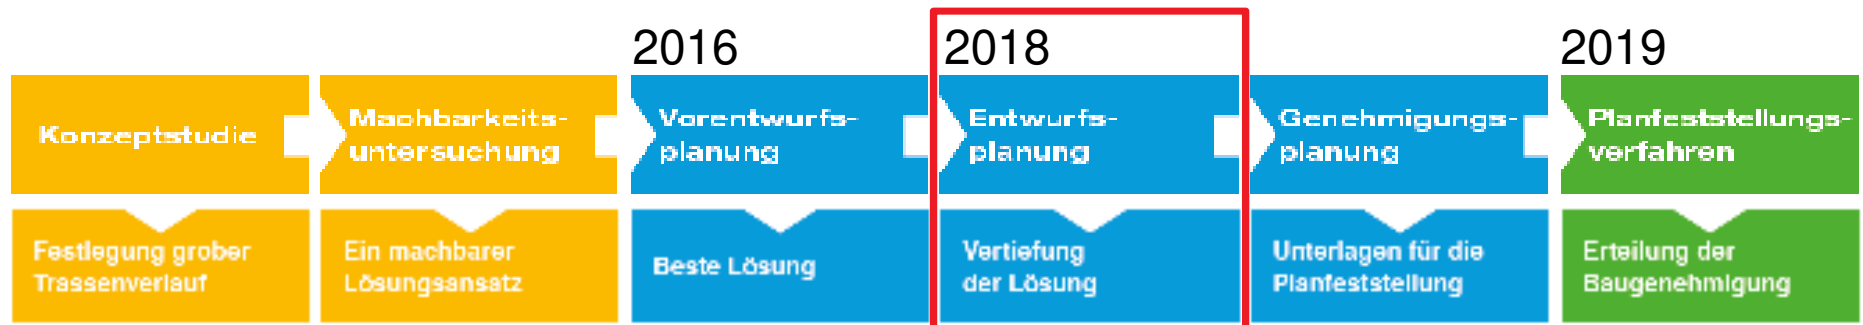 2016
2018
2019
Konzeptstudie
Machbarkeits-
untersuchung
Vorentwurfs-
planung
Entwurfs-
planung
Genehmigungs-
planung
Planfeststellungs-
verfahren
Festlegung grober
Trassenverlauf
Ein machbarer
Lösungsansatz
Beste Lösung
Vertiefung
der Lösung
Unterlagen für die
Planfeststellung
Erteilung der
Baugenehmigung